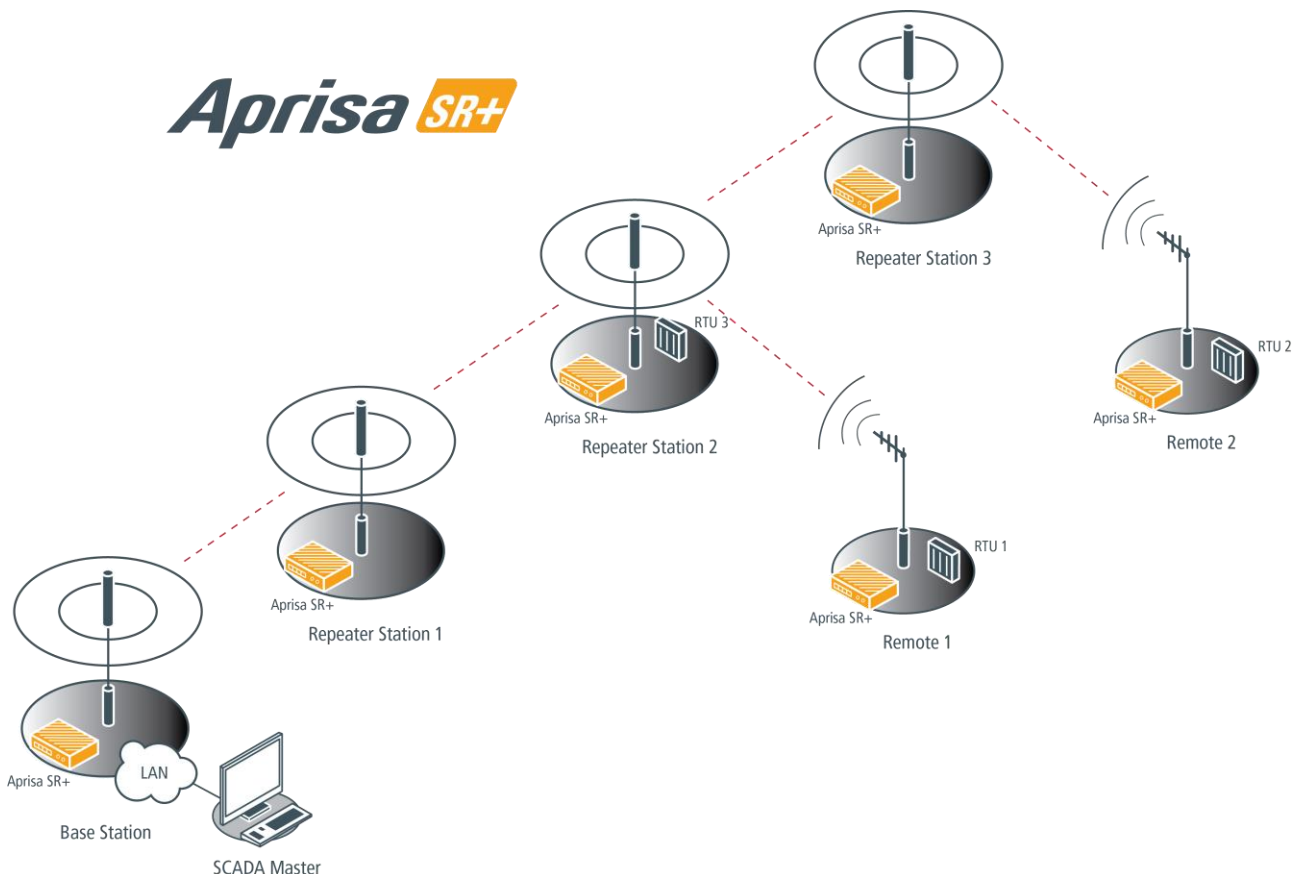 Aprisa SR+
Aprisa SR+
Repeater Station 3
RTU 3
RTU 2
Aprisa SR+
Repeater Station 2
Aprisa SR+
Remote 2
RTU 1
Aprisa SR+
Repeater Station 1
Aprisa SR+
Remote 1
LAN
Aprisa SR+
Base Station
SCADA Master